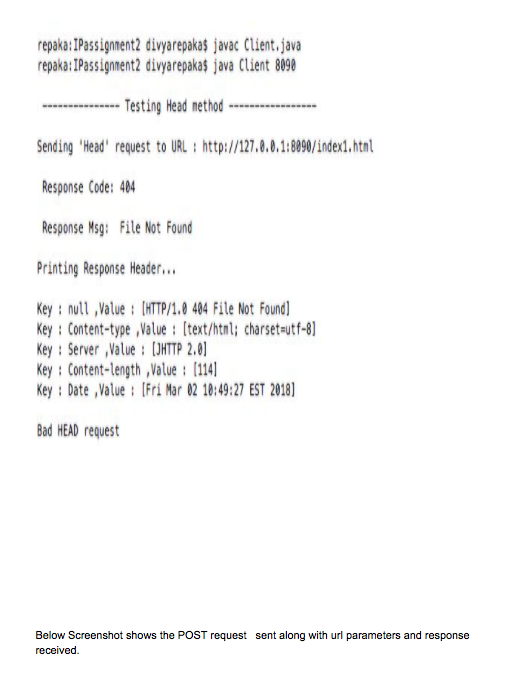 repaka:IPassignment2 divyarepaka$ javac Client.java
repaka:IPassignment2 divyarepaka$ java Client 8090
--------------- Testing Head method -----------------
Sending 'Head' request to URL : http://127.0.0.1:8090/index1.html
Response Code: 404
Response Msg: File Not Found
Printing Response Header...
Key : null ,Value : [HTTP/1.0 404 File Not Found]
Key : Content-type ,Value : [text/html; charset=utf-8]
Key : Server ,Value : [JHTTP 2.0]
Key : Content-length ,Value : [114]
Key : Date ,Value : [Fri Mar 02 10:49:27 EST 2018]
Bad HEAD request
Below Screenshot shows the POST request sent along with url parameters and response
received.